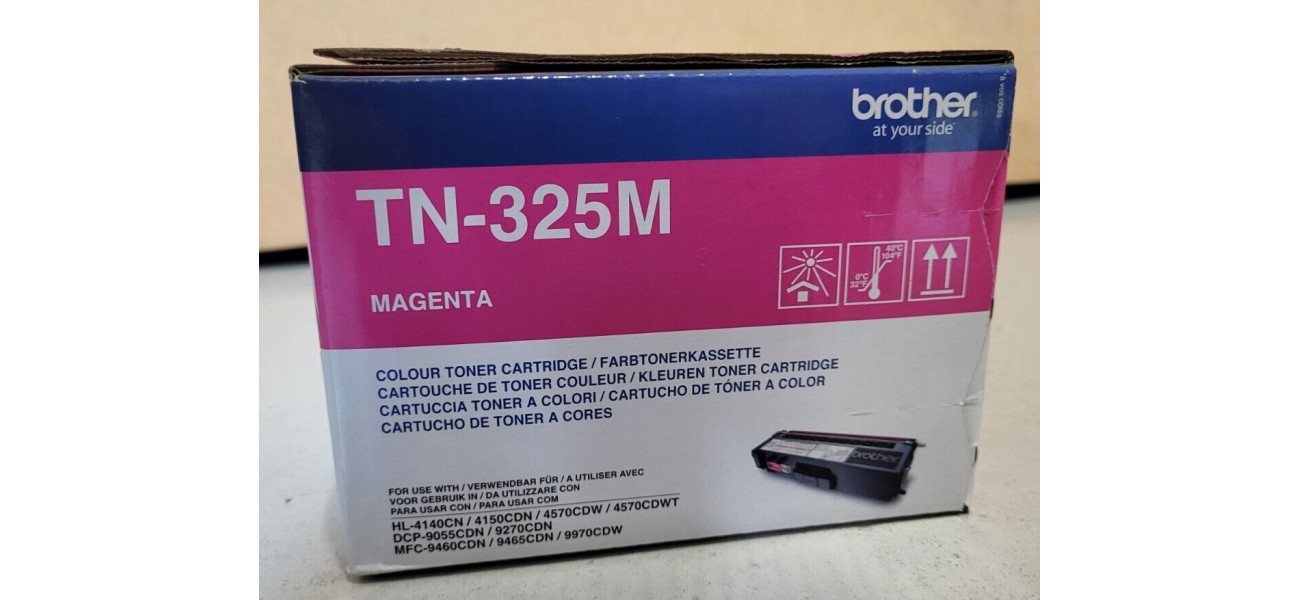 brother
at your side
TN-325M
40°C
104°F
0°C
32°F
MAGENTA
COLOUR TONER CARTRIDGE / FARBTONERKASSETTE
CARTOUCHE DE TONER COULEUR / KLEUREN TONER CARTRIDGE
CARTUCCIA TONER A COLORI / CARTUCHO DE TÓNER A COLOR
CARTUCHO DE TONER A CORES
brother
FOR USE WITH / VERWENDBAR FÜR / A UTILISER AVEC
VOOR GEBRUIK IN / DA UTILIZZARE CON
PARA USAR CON / PARA USAR COM
HL-4140CN / 4150CDN / 4570CDW / 4570CDWT
DCP-9055CDN / 9270CDN
MFC-9460CDN / 9465CDN / 9970CDW